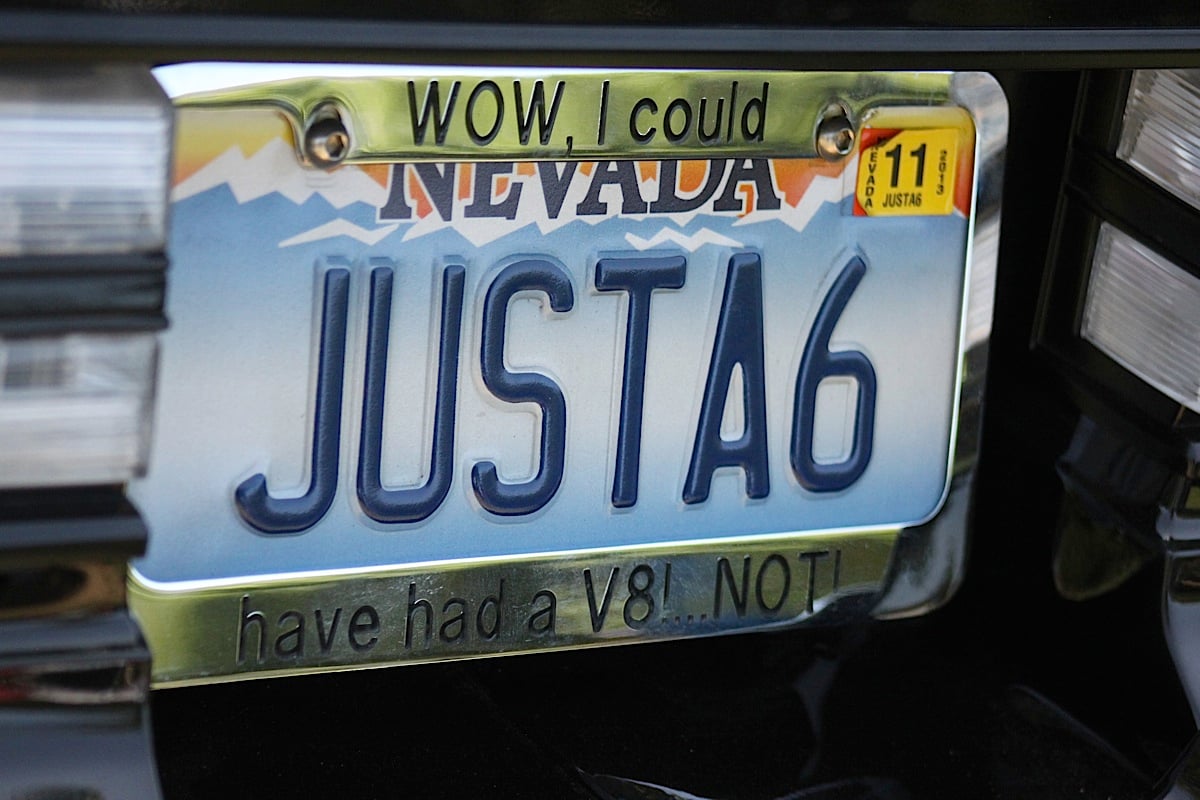 WOW, I could
NEVADA
NEVADA
11
2013
JUSTA6
JUSTA6
have had a V8!...NOT!